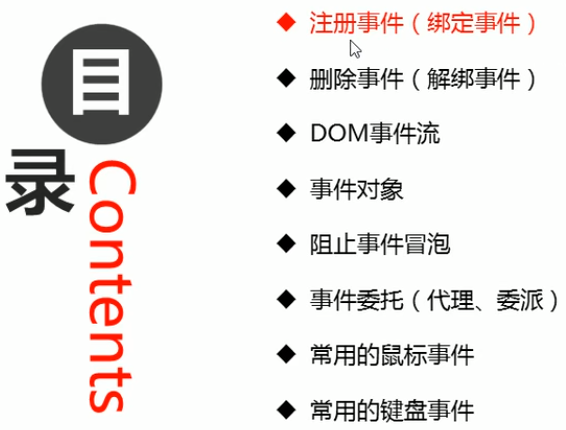 目录
Contents
注册事件（绑定事件）
删除事件（解绑事件）
DOM事件流
事件对象
阻止事件冒泡
事件委托（代理、委派）
常用的鼠标事件
常用的键盘事件